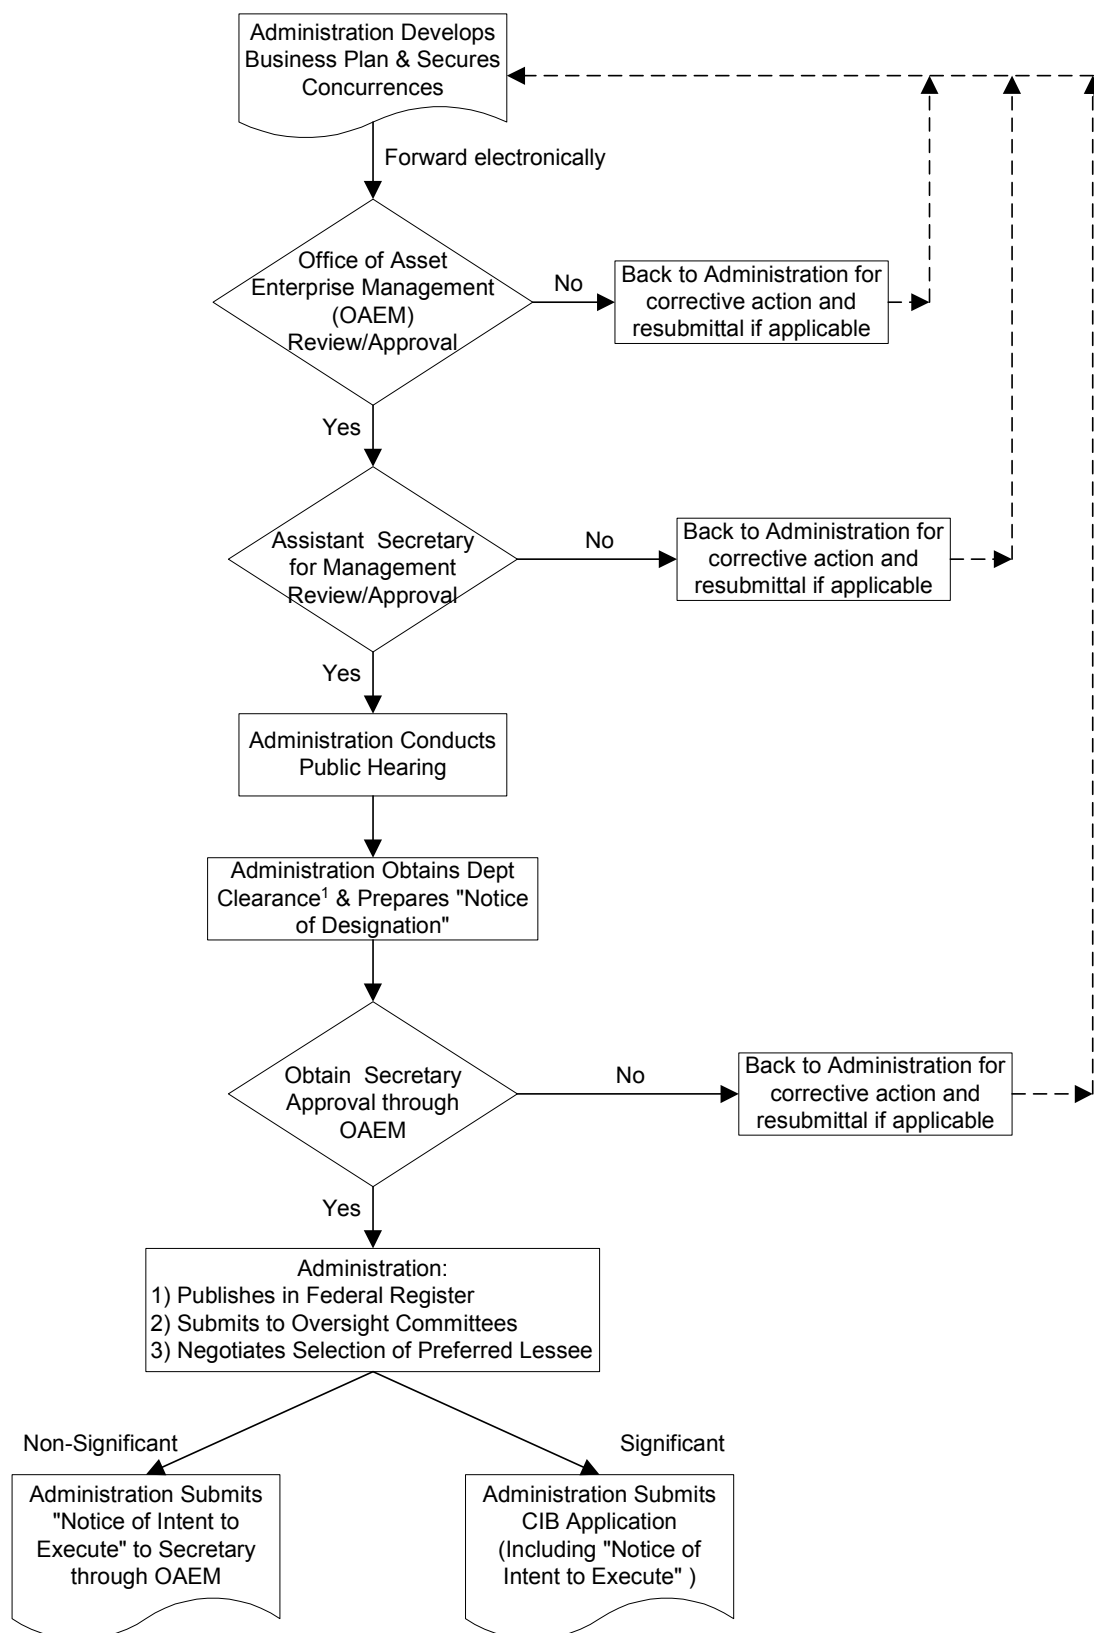 Administration Develops
Business Plan & Secures
Concurrences
Forward electronically
Office of Asset
Enterprise Management
(OAEM)
Review/Approval
No
Back to Administration for
corrective action and
resubmittal if applicable
Yes
Assistant Secretary
for Management
Review/Approval
No
Back to Administration for
corrective action and
resubmittal if applicable
Yes
Administration Conducts
Public Hearing
Administration Obtains Dept
Clearance¹ & Prepares "Notice
of Designation"
Obtain Secretary
Approval through
OAEM
No
Back to Administration for
corrective action and
resubmittal if applicable
Yes
Administration:
1) Publishes in Federal Register
2) Submits to Oversight Committees
3) Negotiates Selection of Preferred Lessee
Non-Significant
Significant
Administration Submits
"Notice of Intent to
Execute" to Secretary
through OAEM
Administration Submits
CIB Application
(Including "Notice of
Intent to Execute" )